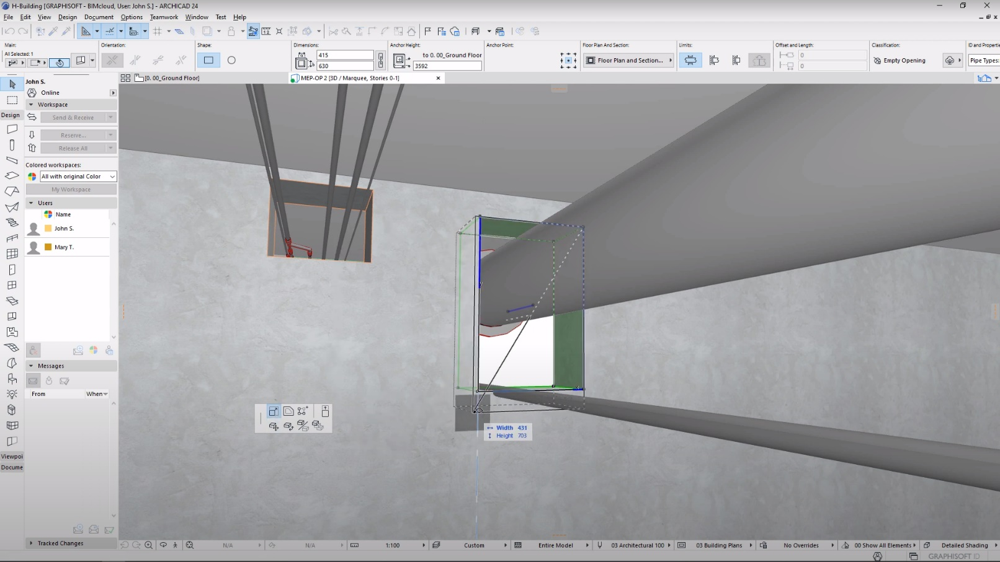 H-Building [GRAPHISOFT - BIMcloud, User: John S.] - ARCHICAD 24
File Edit View Design Document Options Teamwork Window Test Help
Main: Orientation: Shape: Dimensions: Anchor Height: Anchor Point: Floor Plan And Section: Limits: Offset and Length: Classification: ID and Properti
All Selected: 1
415 to 0. 00_Ground Floor 0
Floor Plan and Section... Empty Opening Pipe Types:
630 3592 0
[0. 00_Ground Floor] MEP-OP 2 [3D / Marquee, Stories 0-1]
John S.
Online
Workspace
Design
Send & Receive
Reserve...
Release All
Colored workspaces:
All with original Color
My Workspace
Users
Name
John S.
Mary T.
Messages
From When
Width 431
Height 703
Viewpoi
Docume
Tracked Changes
N/A N/A 1:100 Custom Entire Model 03 Architectural 100 03 Building Plans No Overrides 00 Show All Elements Detailed Shading
GRAPHISOFT ID